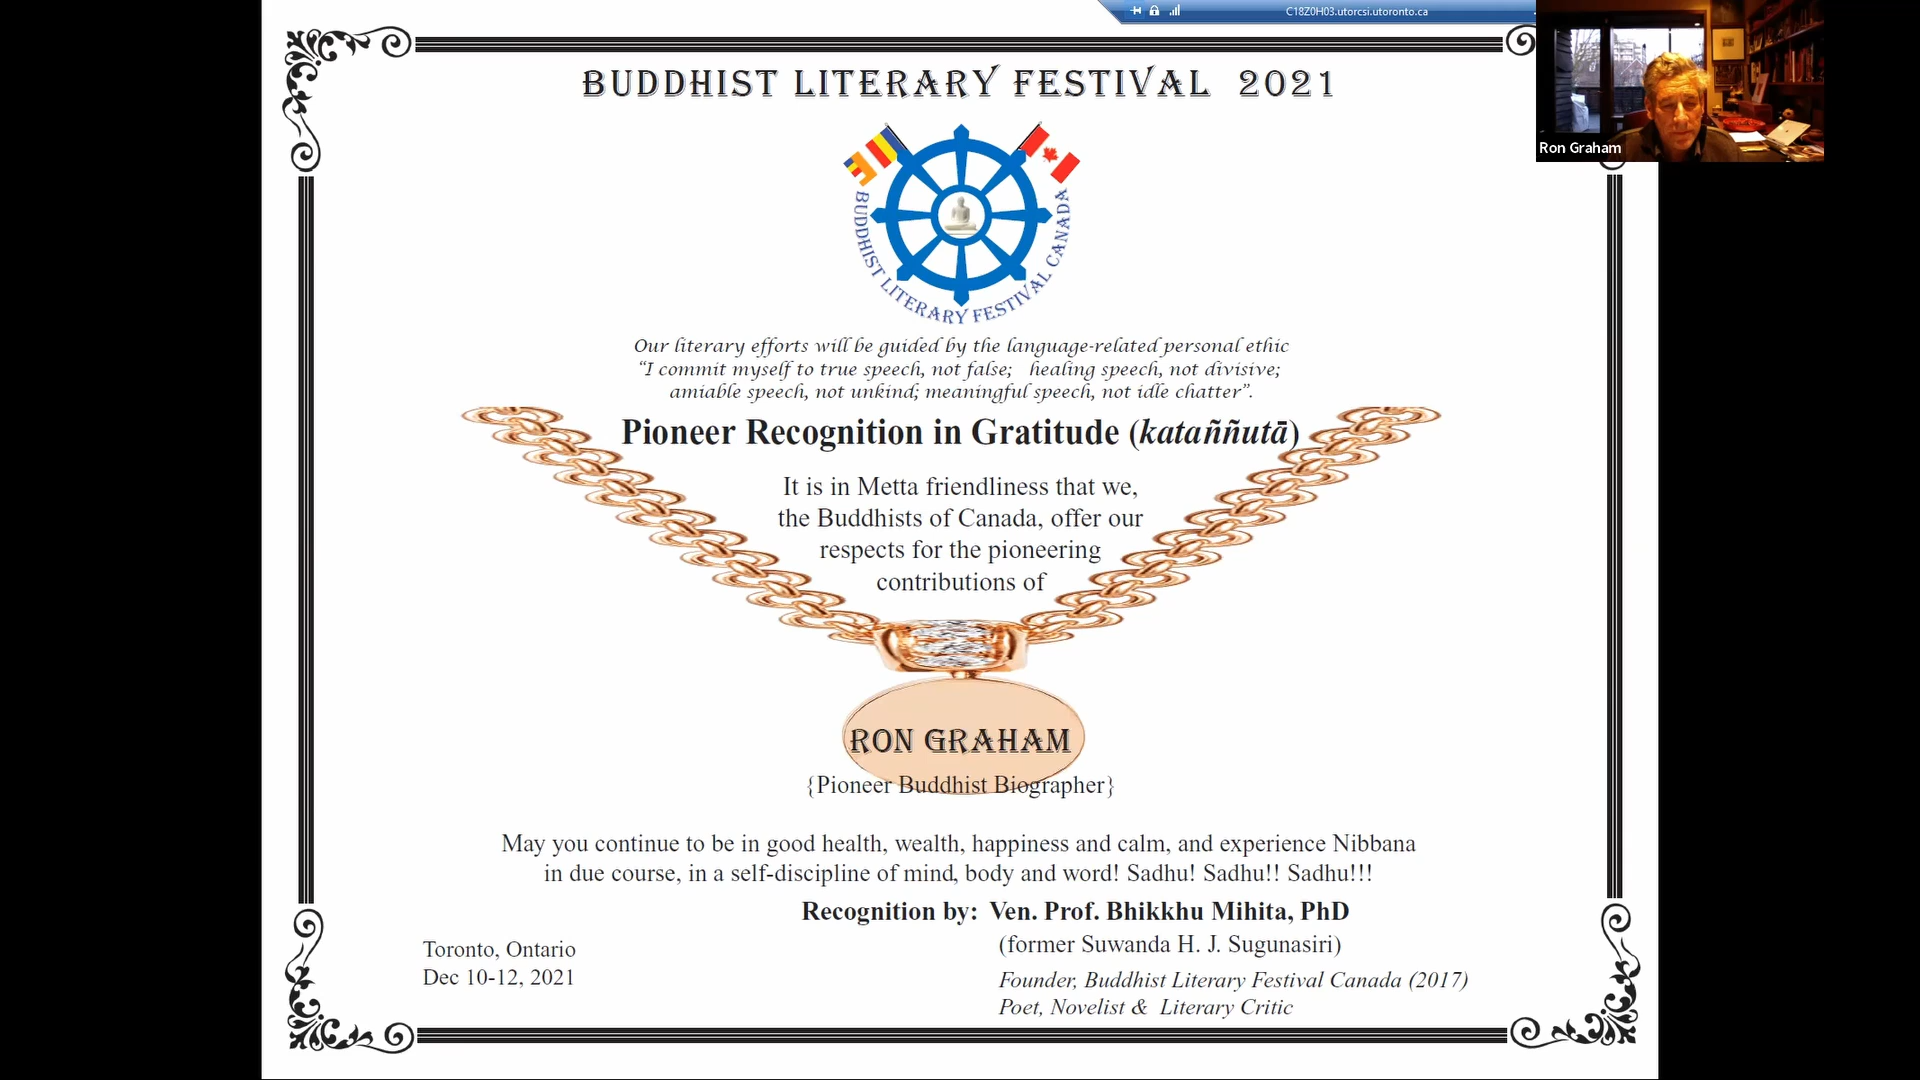 C18Z0H03.utorcsi.utoronto.ca
Ron Graham
BUDDHIST LITERARY FESTIVAL 2021
BUDDHIST LITERARY FESTIVAL CANADA
Our literary efforts will be guided by the language-related personal ethic
“I commit myself to true speech, not false; healing speech, not divisive;
amiable speech, not unkind; meaningful speech, not idle chatter”.
Pioneer Recognition in Gratitude (kataññutā)
It is in Metta friendliness that we,
the Buddhists of Canada, offer our
respects for the pioneering
contributions of
RON GRAHAM
{Pioneer Buddhist Biographer}
May you continue to be in good health, wealth, happiness and calm, and experience Nibbana
in due course, in a self-discipline of mind, body and word! Sadhu! Sadhu!! Sadhu!!!
Recognition by: Ven. Prof. Bhikkhu Mihita, PhD
(former Suwanda H. J. Sugunasiri)
Toronto, Ontario
Dec 10-12, 2021
Founder, Buddhist Literary Festival Canada (2017)
Poet, Novelist & Literary Critic